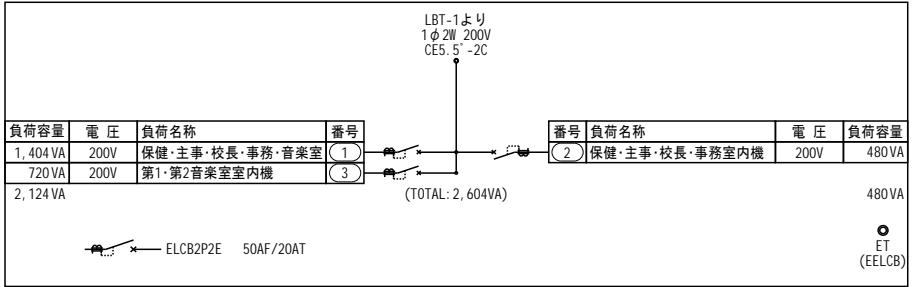 LBT-1より
1φ2W 200V
CE5.5゜-2C
負荷容量 電 圧 負荷名称 番号
1,404VA 200V 保健・主事・校長・事務・音楽室 1
720VA 200V 第1・第2音楽室室内機 3
2,124VA
番号 負荷名称 電 圧 負荷容量
2 保健・主事・校長・事務室内機 200V 480VA
(TOTAL:2,604VA)
480VA
ELCB2P2E 50AF/20AT
ET
(EELCB)